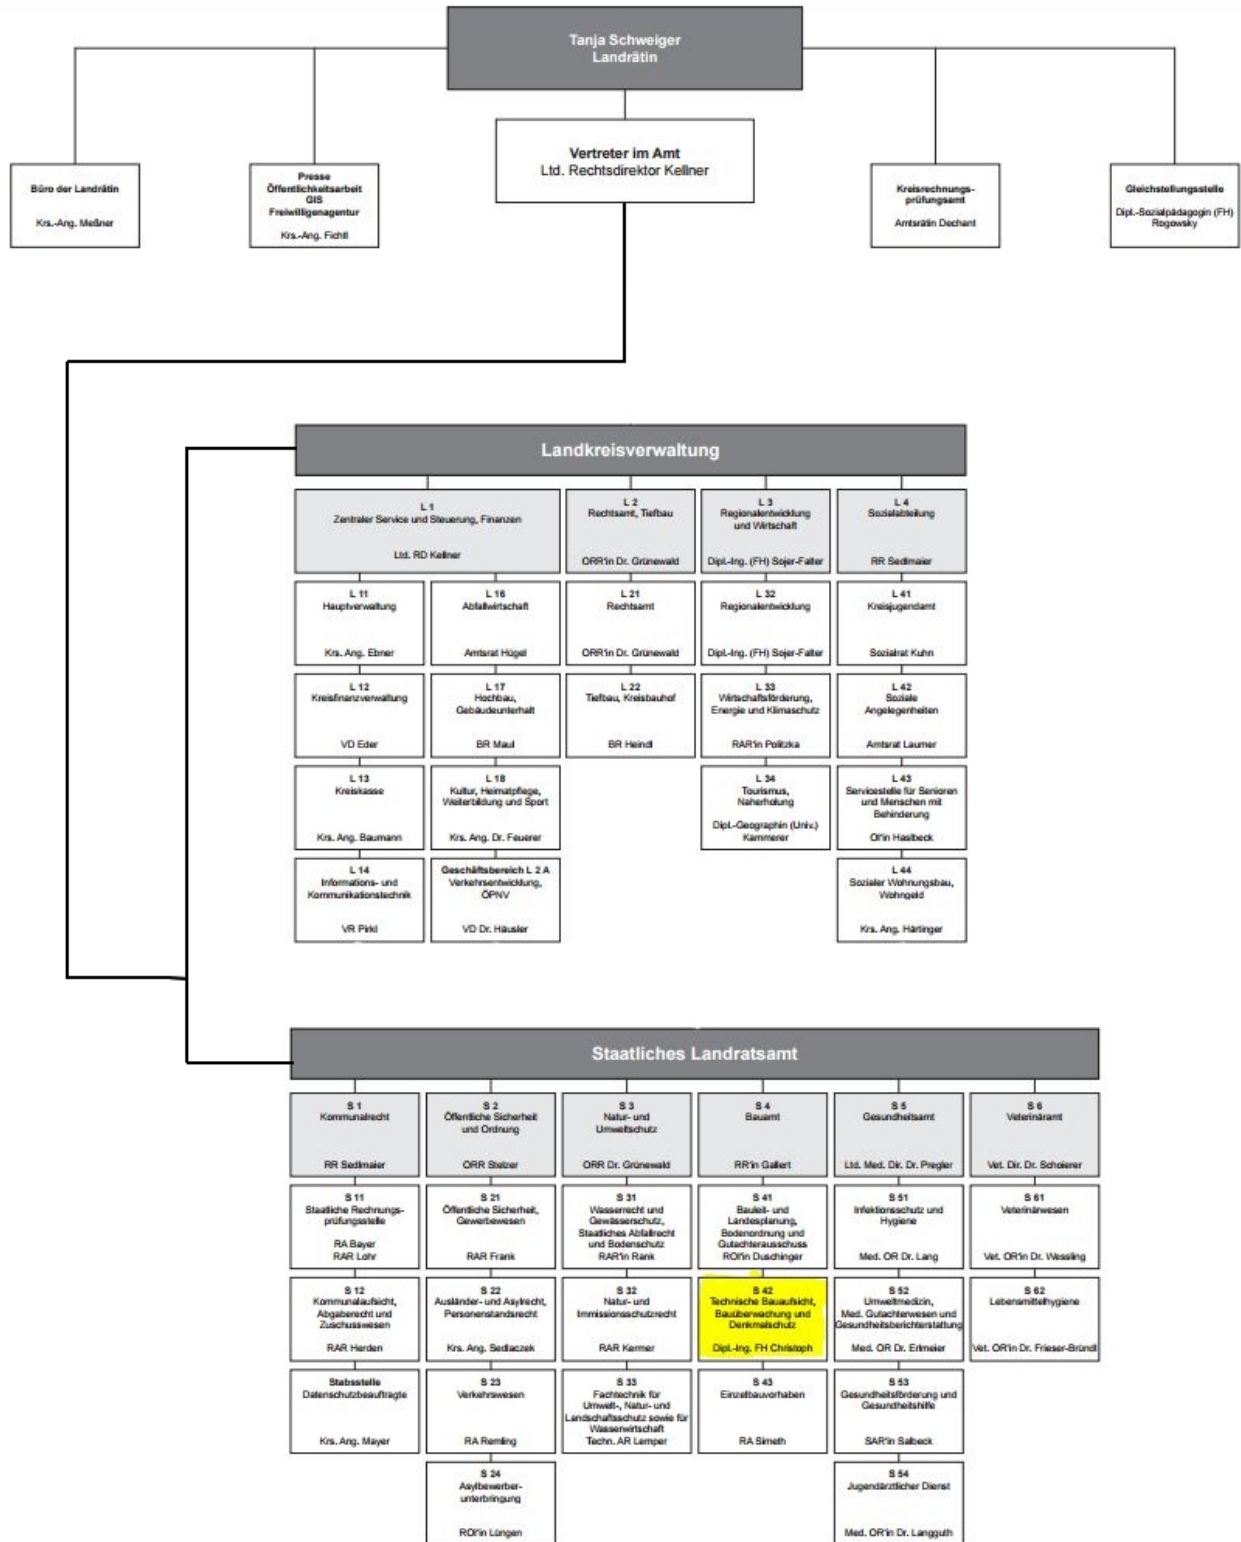 Tanja Schweiger
Landrätin
Vertreter im Amt
Ltd. Rechtsdirektor Kellner
Büro der Landrätin
Krs.-Ang. Meßner
Presse
Öffentlichkeitsarbeit
GIS
Freiwilligenagentur
Krs.-Ang. Fichtl
Kreisrechnungs-
prüfungsamt
Amtsrätin Dechant
Gleichstellungsstelle
Dipl.-Sozialpädagogin (FH)
Rogowsky
Landkreisverwaltung
L 1
Zentraler Service und Steuerung, Finanzen
Ltd. RD Kellner
L 2
Rechtsamt, Tiefbau
ORR'in Dr. Grünewald
L 3
Regionalentwicklung
und Wirtschaft
Dipl.-Ing. (FH) Sojer-Falter
L 4
Sozialabteilung
RR Sedlmaier
L 11
Hauptverwaltung
Krs. Ang. Ebner
L 16
Abfallwirtschaft
Amtsrat Hügel
L 21
Rechtsamt
ORR'in Dr. Grünewald
L 32
Regionalentwicklung
Dipl.-Ing. (FH) Sojer-Falter
L 41
Kreisjugendamt
Sozialrat Kuhn
L 12
Kreisfinanzverwaltung
VD Eder
L 17
Hochbau,
Gebäudeunterhalt
BR Maul
L 22
Tiefbau, Kreisbauhof
BR Heindl
L 33
Wirtschaftsförderung,
Energie und Klimaschutz
RAR'in Politzka
L 42
Soziale
Angelegenheiten
Amtsrat Laumer
L 13
Kreiskasse
Krs. Ang. Baumann
L 18
Kultur, Heimatpflege,
Weiterbildung und Sport
Krs. Ang. Dr. Feuerer
L 34
Tourismus,
Naherholung
Dipl.-Geographin (Univ.)
Kammerer
L 43
Servicestelle für Senioren
und Menschen mit
Behinderung
OI'in Haslbeck
L 14
Informations- und
Kommunikationstechnik
VR Pirkl
Geschäftsbereich L 2 A
Verkehrsentwicklung,
ÖPNV
VD Dr. Häusler
L 44
Sozialer Wohnungsbau,
Wohngeld
Krs. Ang. Härtinger
Staatliches Landratsamt
S 1
Kommunalrecht
RR Sedlmaier
S 2
Öffentliche Sicherheit
und Ordnung
ORR Stelzer
S 3
Natur- und
Umweltschutz
ORR Dr. Grünewald
S 4
Bauamt
RR'in Gallert
S 5
Gesundheitsamt
Ltd. Med. Dir. Dr. Pregler
S 6
Veterinäramt
Vet. Dir. Dr. Schoierer
S 11
Staatliche Rechnungs-
prüfungsstelle
RA Bayer
RAR Lohr
S 21
Öffentliche Sicherheit,
Gewerbewesen
RAR Frank
S 31
Wasserrecht und
Gewässerschutz,
Staatliches Abfallrecht
und Bodenschutz
RAR'in Rank
S 41
Bauleit- und
Landesplanung,
Bodenordnung und
Gutachterausschuss
ROI'in Duschinger
S 51
Infektionsschutz und
Hygiene
Med. OR Dr. Lang
S 61
Veterinärwesen
Vet. OR'in Dr. Wessling
S 12
Kommunalaufsicht,
Abgaberecht und
Zuschusswesen
RAR Herden
S 22
Ausländer- und Asylrecht,
Personenstandsrecht
Krs. Ang. Sedlaczek
S 32
Natur- und
Immissionsschutzrecht
RAR Kermer
S 42
Technische Bauaufsicht,
Bauüberwachung und
Denkmalschutz
Dipl.-Ing. FH Christoph
S 52
Umweltmedizin,
Med. Gutachterwesen und
Gesundheitsberichterstattung
Med. OR Dr. Erlmeier
S 62
Lebensmittelhygiene
Vet. OR'in Dr. Frieser-Bründl
Stabsstelle
Datenschutzbeauftragte
Krs. Ang. Mayer
S 23
Verkehrswesen
RA Remling
S 33
Fachtechnik für
Umwelt-, Natur- und
Landschaftsschutz sowie für
Wasserwirtschaft
Techn. AR Lemper
S 43
Einzelbauvorhaben
RA Simeth
S 53
Gesundheitsförderung und
Gesundheitshilfe
SAR'in Salbeck
S 24
Asylbewerber-
unterbringung
ROI'in Lüngen
S 54
Jugendärztlicher Dienst
Med. OR'in Dr. Langguth